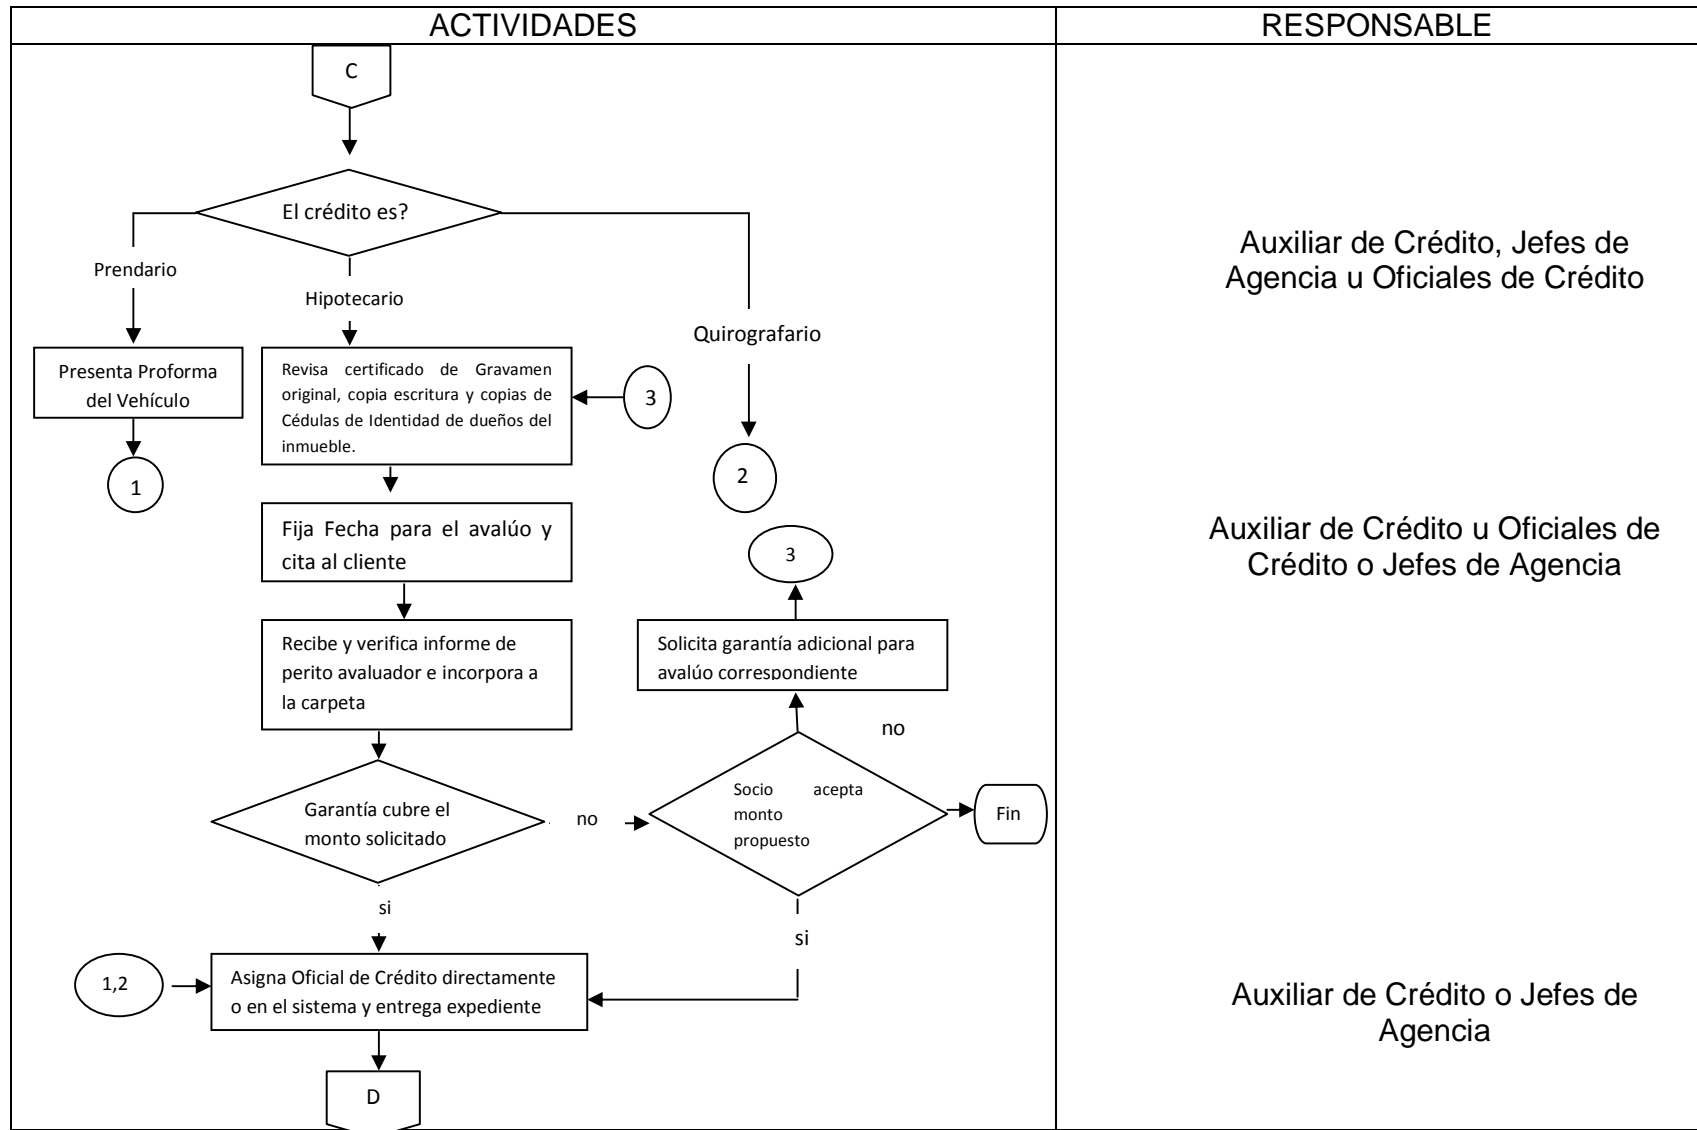 ACTIVIDADES
RESPONSABLE
C
El crédito es?
Auxiliar de Crédito, Jefes de
Agencia u Oficiales de Crédito
Prendario
Hipotecario
Quirografario
Presenta Proforma
del Vehículo
Revisa certificado de Gravamen
original, copia escritura y copias de
Cédulas de Identidad de dueños del
inmueble.
3
1
2
Fija Fecha para el avalúo y
cita al cliente
3
Auxiliar de Crédito u Oficiales de
Crédito o Jefes de Agencia
Recibe y verifica informe de
perito avaluador e incorpora a
la carpeta
Solicita garantía adicional para
avalúo correspondiente
no
Garantía cubre el
monto solicitado
no
Socio acepta
monto
propuesto
Fin
si
si
1,2
Asigna Oficial de Crédito directamente
o en el sistema y entrega expediente
Auxiliar de Crédito o Jefes de
Agencia
D